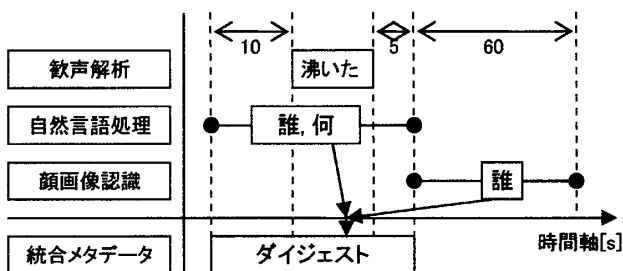 10
5
60
歓声解析
沸いた
自然言語処理
誰, 何
顔画像認識
誰
時間軸[s]
統合メタデータ
ダイジェスト